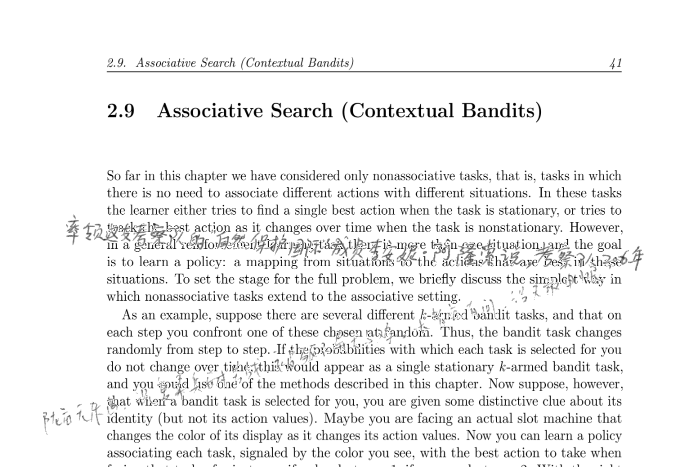 2.9. Associative Search (Contextual Bandits) 41
2.9 Associative Search (Contextual Bandits)
So far in this chapter we have considered only nonassociative tasks, that is, tasks in which
there is no need to associate different actions with different situations. In these tasks
the learner either tries to find a single best action when the task is stationary, or tries to
track the best action as it changes over time when the task is nonstationary. However,
in a general reinforcement learning task there is more than one situation, and the goal
is to learn a policy: a mapping from situations to the actions that are best in those
situations. To set the stage for the full problem, we briefly discuss the simplest way in
which nonassociative tasks extend to the associative setting.
As an example, suppose there are several different k-armed bandit tasks, and that on
each step you confront one of these chosen at random. Thus, the bandit task changes
randomly from step to step. If the probabilities with which each task is selected for you
do not change over time, this would appear as a single stationary k-armed bandit task,
and you could use one of the methods described in this chapter. Now suppose, however,
that when a bandit task is selected for you, you are given some distinctive clue about its
identity (but not its action values). Maybe you are facing an actual slot machine that
changes the color of its display as it changes its action values. Now you can learn a policy
associating each task, signaled by the color you see, with the best action to take when